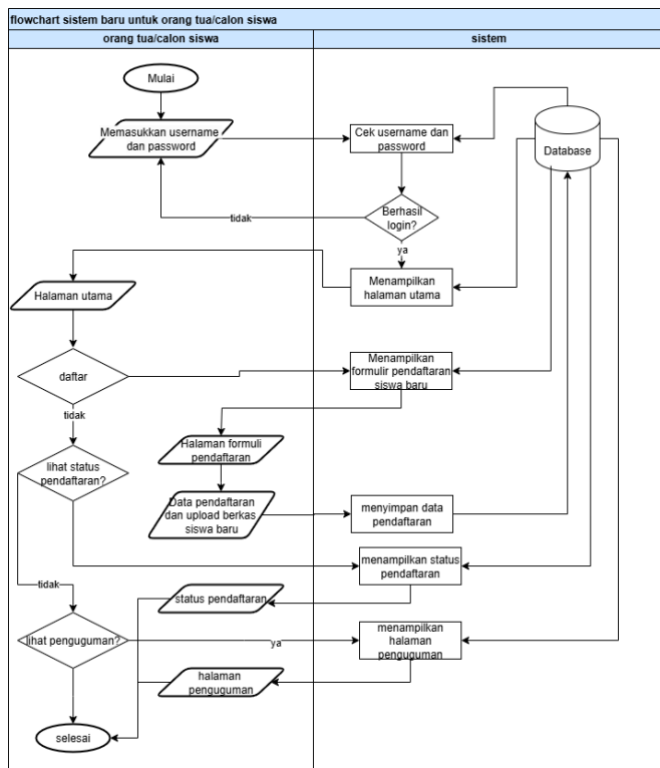 flowchart sistem baru untuk orang tua/calon siswa
orang tua/calon siswa
sistem
Mulai
Memasukkan username
dan password
Cek username dan
password
Database
Berhasil
login?
tidak
ya
Menampilkan
halaman utama
Halaman utama
daftar
Menampilkan
formulir pendaftaran
siswa baru
tidak
Halaman formuli
pendaftaran
lihat status
pendaftaran?
Data pendaftaran
dan upload berkas
siswa baru
menyimpan data
pendaftaran
menampilkan status
pendaftaran
tidak
status pendaftaran
lihat penguguman?
ya
menampilkan
halaman
penguguman
halaman
penguguman
selesai